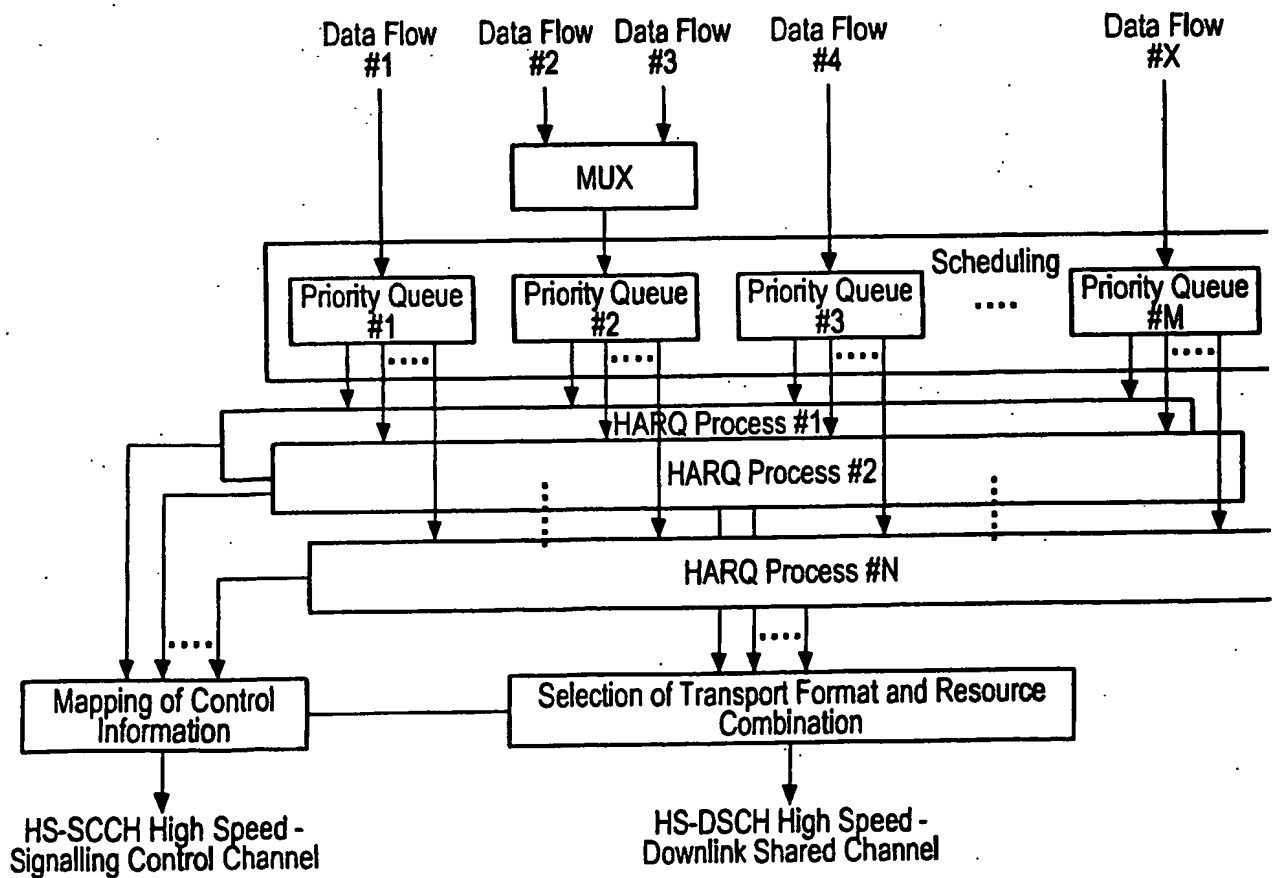 Data Flow
#1
Data Flow
#2
Data Flow
#3
Data Flow
#4
Data Flow
#X
MUX
Scheduling
Priority Queue
#1
Priority Queue
#2
Priority Queue
#3
Priority Queue
#M
HARQ Process #1
HARQ Process #2
HARQ Process #N
Mapping of Control
Information
Selection of Transport Format and Resource
Combination
HS-SCCH High Speed -
Signalling Control Channel
HS-DSCH High Speed -
Downlink Shared Channel